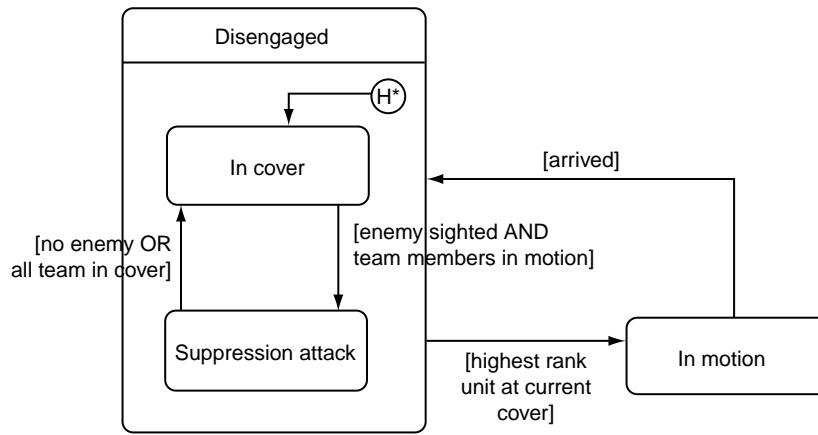 Disengaged
H*
In cover
[arrived]
[no enemy OR
all team in cover]
[enemy sighted AND
team members in motion]
Suppression attack
In motion
[highest rank
unit at current
cover]